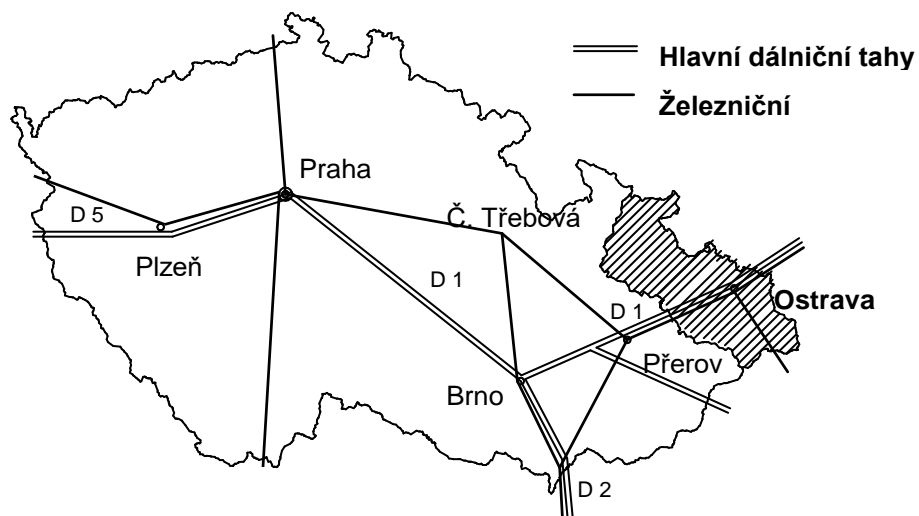 Hlavní dálniční tahy
Železniční
Praha
Č. Třebová
D 5
Plzeň
D 1
D 1
Ostrava
Přerov
Brno
D 2